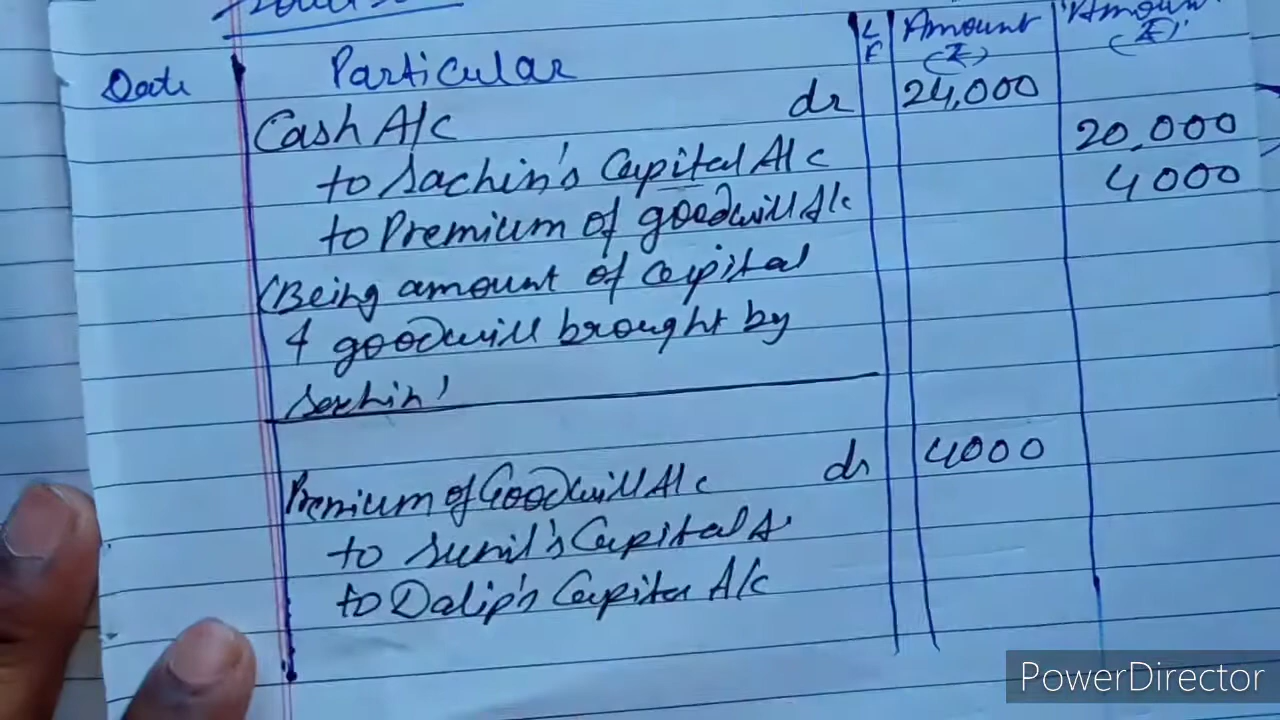 Date Particular L F Amount (₹) Amount (₹)
Cash A/c dr 24,000
to Sachin's Capital A/c 20,000
to Premium of goodwill A/c 4000
(Being amount of capital
& goodwill brought by
Sachin'
Premium of Goodwill A/c dr 4000
to Sunil's Capital A
to Dalip's Capital A/c
PowerDirector